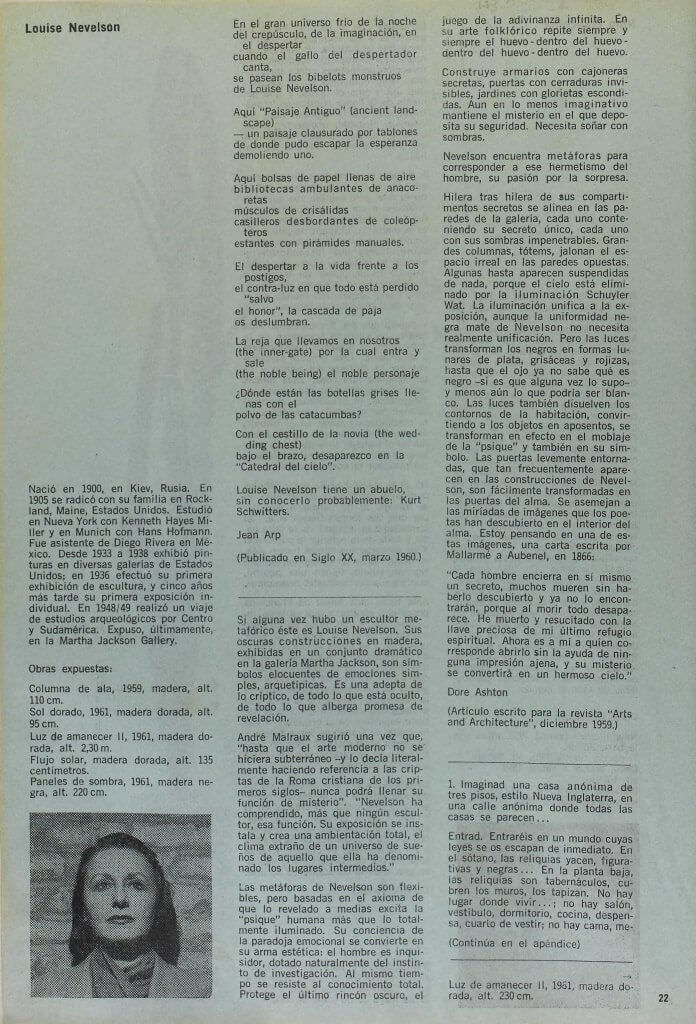 Louise Nevelson
Nació en 1900, en Kiev, Rusia. En
1905 se radicó con su familia en Rock-
land, Maine, Estados Unidos. Estudió
en Nueva York con Kenneth Hayes Mi-
ller y en Munich con Hans Hofmann.
Fue asistente de Diego Rivera en Mé-
xico. Desde 1933 a 1938 exhibió pin-
turas en diversas galerías de Estados
Unidos; en 1936 efectuó su primera
exhibición de escultura, y cinco años
más tarde su primera exposición in-
dividual. En 1948/49 realizó un viaje
de estudios arqueológicos por Centro
y Sudamérica. Expuso, últimamente,
en la Martha Jackson Gallery.
Obras expuestas:
Columna de ala, 1959, madera, alt.
110 cm.
Sol dorado, 1961, madera dorada, alt.
95 cm.
Luz de amanecer II, 1961, madera do-
rada, alt. 2,30 m.
Flujo solar, madera dorada, alt. 135
centímetros.
Paneles de sombra, 1961, madera ne-
gra, alt. 220 cm.
En el gran universo frío de la noche
del crepúsculo, de la imaginación, en
el despertar
cuando el gallo del despertador
canta,
se pasean los bibelots monstruos
de Louise Nevelson.
Aquí "Paisaje Antiguo" (ancient land-
scape)
— un paisaje clausurado por tablones
de donde pudo escapar la esperanza
demoliendo uno.
Aquí bolsas de papel llenas de aire
bibliotecas ambulantes de anaco-
retas
músculos de crisálidas
casilleros desbordantes de coleóp-
teros
estantes con pirámides manuales.
El despertar a la vida frente a los
postigos,
el contra-luz en que todo está perdido
"salvo
el honor", la cascada de paja
os deslumbran.
La reja que llevamos en nosotros
(the inner-gate) por la cual entra y
sale
(the noble being) el noble personaje
¿Dónde están las botellas grises lle-
nas con el
polvo de las catacumbas?
Con el cestillo de la novia (the wed-
ding chest)
bajo el brazo, desaparezco en la
"Catedral del cielo".
Louise Nevelson tiene un abuelo,
sin conocerlo probablemente: Kurt
Schwitters.
Jean Arp
(Publicado en Siglo XX, marzo 1960.)
Si alguna vez hubo un escultor me-
tafórico éste es Louise Nevelson. Sus
oscuras construcciones en madera,
exhibidas en un conjunto dramático
en la galería Martha Jackson, son sím-
bolos elocuentes de emociones sim-
ples, arquetípicas. Es una adepta de
lo críptico, de todo lo que está oculto,
de todo lo que alberga promesa de
revelación.
André Malraux sugirió una vez que,
"hasta que el arte moderno no se
hiciera subterráneo –y lo decía literal-
mente haciendo referencia a las crip-
tas de la Roma cristiana de los pri-
meros siglos– nunca podrá llenar su
función de misterio". "Nevelson ha
comprendido, más que ningún escul-
tor, esa función. Su exposición se ins-
tala y crea una ambientación total, el
clima extraño de un universo de sue-
ños de aquello que ella ha denomi-
nado los lugares intermedios."
Las metáforas de Nevelson son flexi-
bles, pero basadas en el axioma de
que lo revelado a medias excita la
"psique" humana más que lo total-
mente iluminado. Su conciencia de
la paradoja emocional se convierte en
su arma estética: el hombre es inqui-
sidor, dotado naturalmente del instin-
to de investigación. Al mismo tiem-
po se resiste al conocimiento total.
Protege el último rincón oscuro, el
juego de la adivinanza infinita. En
su arte folklórico repite siempre y
siempre el huevo-dentro del huevo-
dentro del huevo-dentro del huevo.
Construye armarios con cajoneras
secretas, puertas con cerraduras invi-
sibles, jardines con glorietas escondi-
das. Aun en lo menos imaginativo
mantiene el misterio en el que depo-
sita su seguridad. Necesita soñar con
sombras.
Nevelson encuentra metáforas para
corresponder a ese hermetismo del
hombre, su pasión por la sorpresa.
Hilera tras hilera de sus comparti-
mentos secretos se alinea en las pa-
redes de la galería, cada uno conte-
niendo su secreto único, cada uno
con sus sombras impenetrables. Gran-
des columnas, tótems, jalonan el es-
pacio irreal en las paredes opuestas.
Algunas hasta aparecen suspendidas
de nada, porque el cielo está elimi-
nado por la iluminación Schuyler
Wat. La iluminación unifica a la ex-
posición, aunque la uniformidad ne-
gra mate de Nevelson no necesita
realmente unificación. Pero las luces
transforman los negros en formas lu-
nares de plata, grisáceas y rojizas,
hasta que el ojo ya no sabe qué es
negro –si es que alguna vez lo supo–
y menos aún lo que podría ser blan-
co. Las luces también disuelven los
contornos de la habitación, convir-
tiendo a los objetos en aposentos, se
transforman en efecto en el moblaje
de la "psique" y también en su sím-
bolo. Las puertas levemente entorna-
das, que tan frecuentemente apare-
cen en las construcciones de Nevel-
son, son fácilmente transformadas en
las puertas del alma. Se asemejan a
las miríadas de imágenes que los poe-
tas han descubierto en el interior del
alma. Estoy pensando en una de es-
tas imágenes, una carta escrita por
Mallarmé a Aubenel, en 1866:
"Cada hombre encierra en sí mismo
un secreto, muchos mueren sin ha-
berlo descubierto y ya no lo encon-
trarán, porque al morir todo desapa-
rece. He muerto y resucitado con la
llave preciosa de mi último refugio
espiritual. Ahora es a mí a quien co-
rresponde abrirlo sin la ayuda de nin-
guna impresión ajena, y su misterio
se convertirá en un hermoso cielo."
Dore Ashton
(Artículo escrito para la revista "Arts
and Architecture", diciembre 1959.)
1. Imaginad una casa anónima de
tres pisos, estilo Nueva Inglaterra, en
una calle anónima donde todas las
casas se parecen...
Entrad. Entraréis en un mundo cuyas
leyes se os escapan de inmediato. En
el sótano, las reliquias yacen, figura-
tivas y negras... En la planta baja,
las reliquias son tabernáculos, cu-
bren los muros, los tapizan. No hay
lugar donde vivir...; no hay salón,
vestíbulo, dormitorio, cocina, despen-
sa, cuarto de vestir; no hay cama, me-
(Continúa en el apéndice)
→
Luz de amanecer II, 1961, madera do-
rada, alt. 230 cm.
22